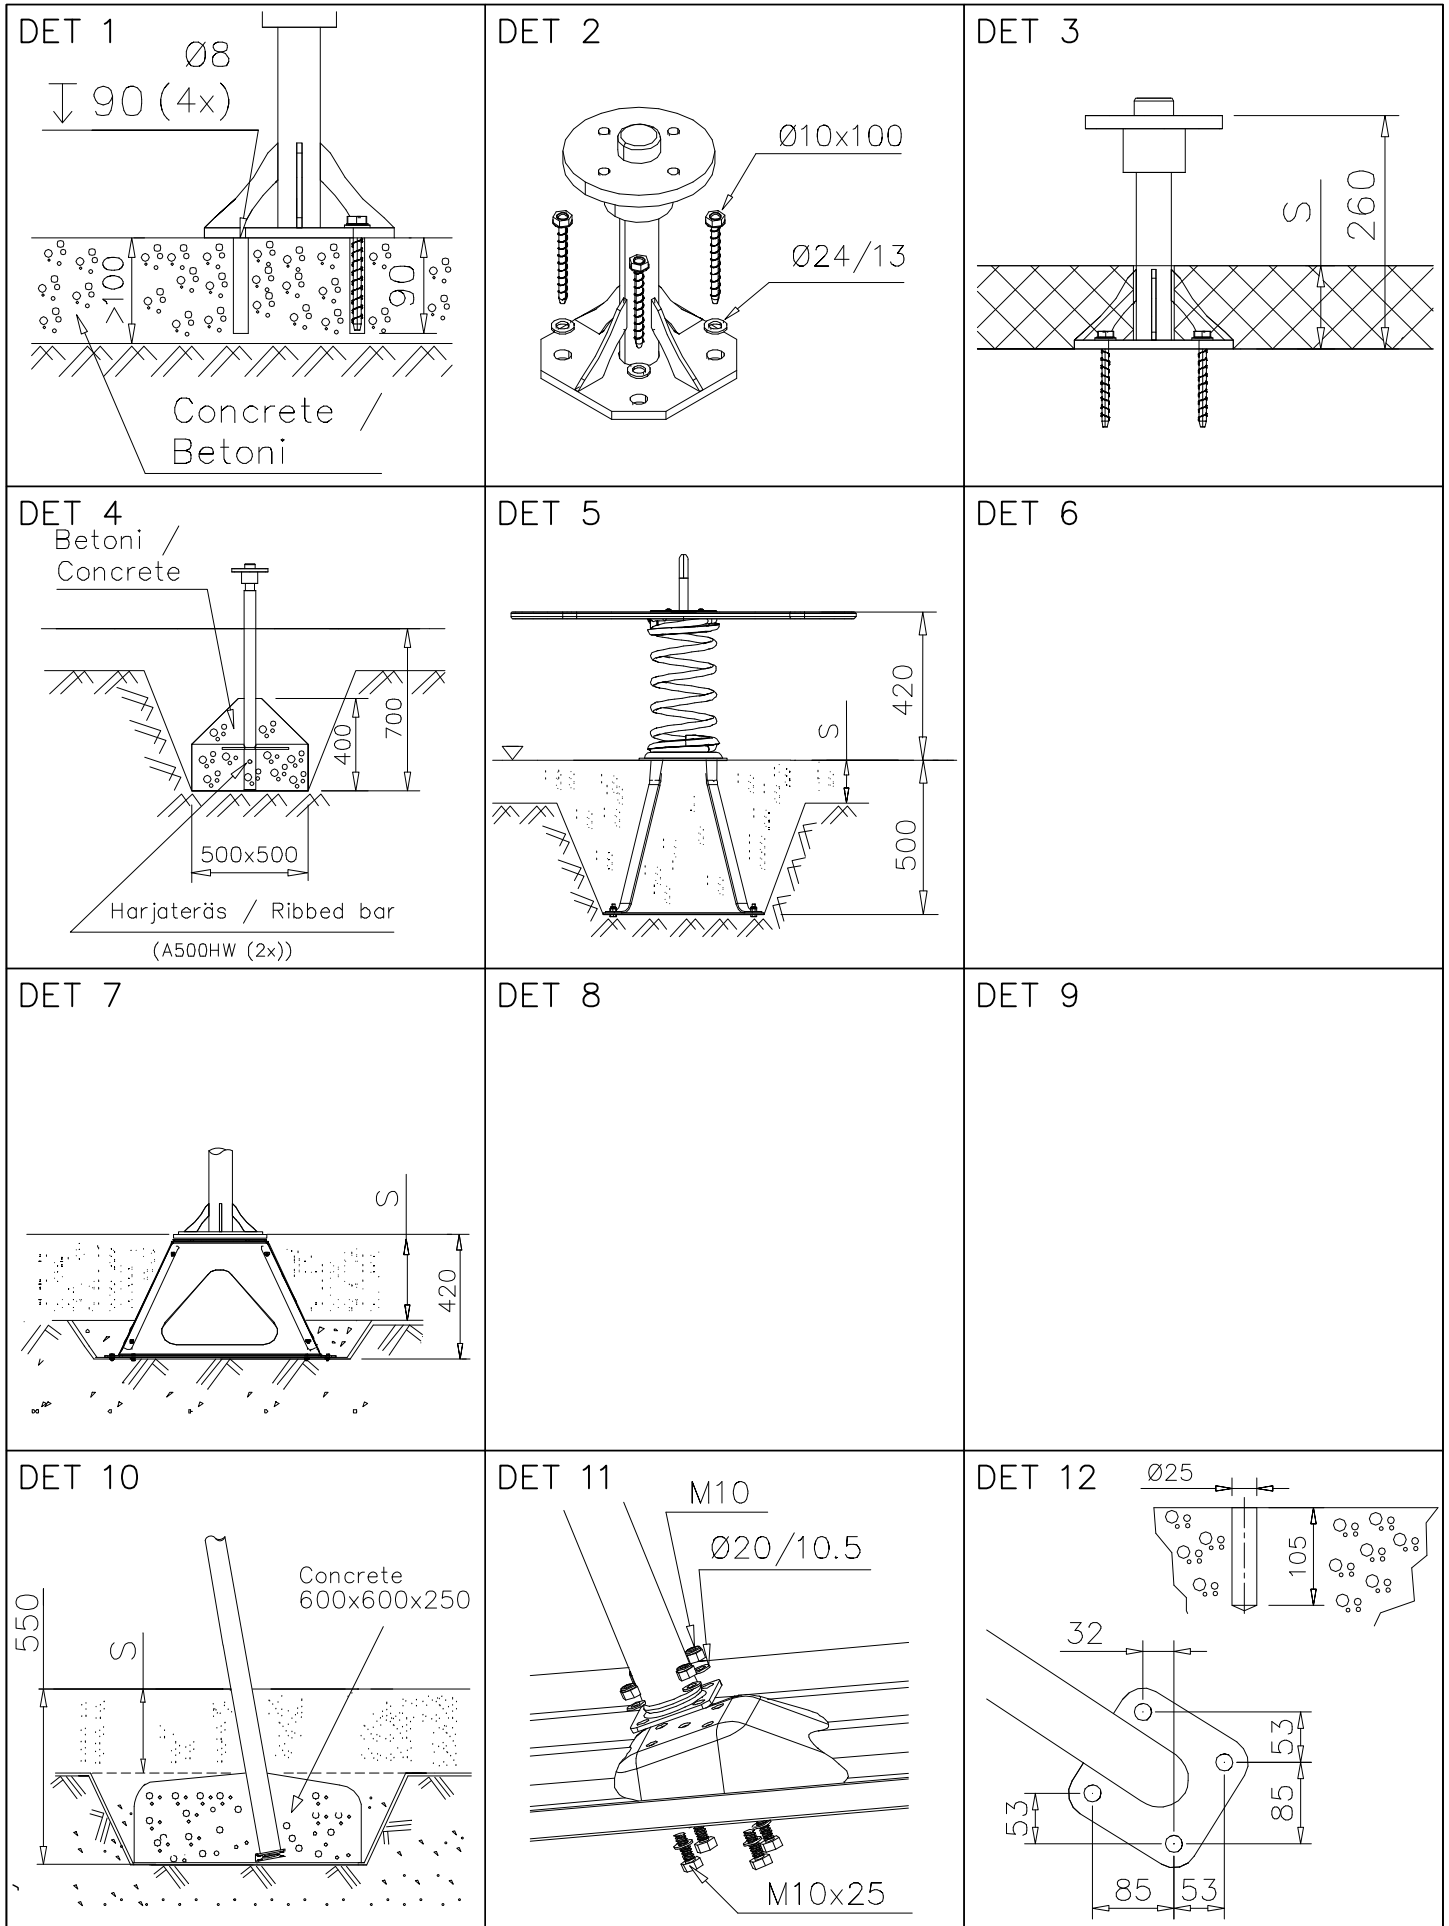 DET 1
Ø8
↧ 90 (4x)
>100
90
Concrete /
Betoni
DET 2
Ø10x100
Ø24/13
DET 3
S
260
DET 4
Betoni /
Concrete
400
700
500x500
Harjateräs / Ribbed bar
(A500HW (2x))
DET 5
420
S
500
DET 6
DET 7
S
420
DET 8
DET 9
DET 10
Concrete
600x600x250
550
S
DET 11
M10
Ø20/10.5
M10x25
DET 12
Ø25
105
32
53
85
53
85
53